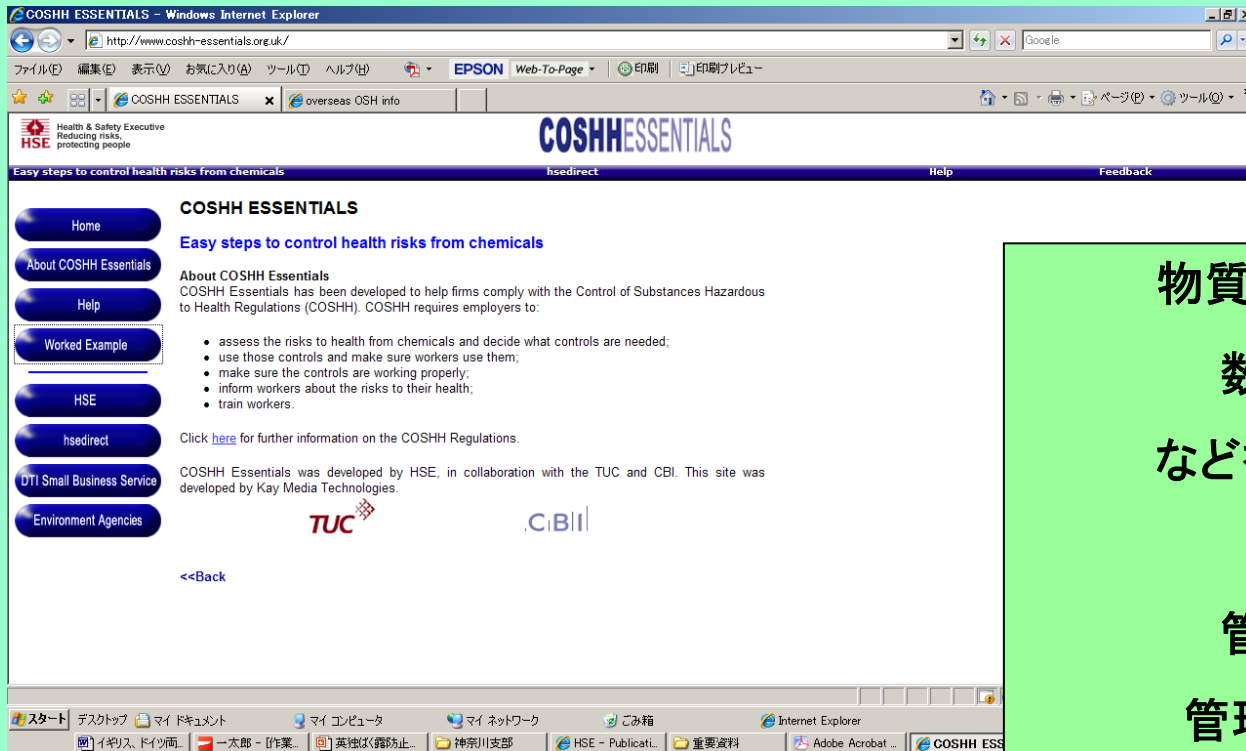 COSHH ESSENTIALS - Windows Internet Explorer
http://www.coshh-essentials.org.uk/
Google
ファイル(F) 編集(E) 表示(V) お気に入り(A) ツール(T) ヘルプ(H) EPSON Web-To-Page 印刷 印刷プレビュー
COSHH ESSENTIALS overseas OSH info ページ(P) ツール(O)
HSE
Health & Safety Executive
Reducing risks,
protecting people
COSHHESSENTIALS
Easy steps to control health risks from chemicals hsedirect Help Feedback
Home
About COSHH Essentials
Help
Worked Example
HSE
hsedirect
DTI Small Business Service
Environment Agencies
COSHH ESSENTIALS
Easy steps to control health risks from chemicals
About COSHH Essentials
COSHH Essentials has been developed to help firms comply with the Control of Substances Hazardous
to Health Regulations (COSHH). COSHH requires employers to:
assess the risks to health from chemicals and decide what controls are needed;
use those controls and make sure workers use them;
make sure the controls are working properly;
inform workers about the risks to their health;
train workers.
Click here for further information on the COSHH Regulations.
COSHH Essentials was developed by HSE, in collaboration with the TUC and CBI. This site was
developed by Kay Media Technologies.
TUC CBI
<<Back
物質
など
スタート デスクトップ マイ ドキュメント マイ コンピュータ マイ ネットワーク ごみ箱 Internet Explorer
イギリス、ドイツ両... 一太郎 - [作業... 英独ばく露防止... 神奈川支部 HSE - Publicati... 重要資料 Adobe Acrobat ... COSHH ESS